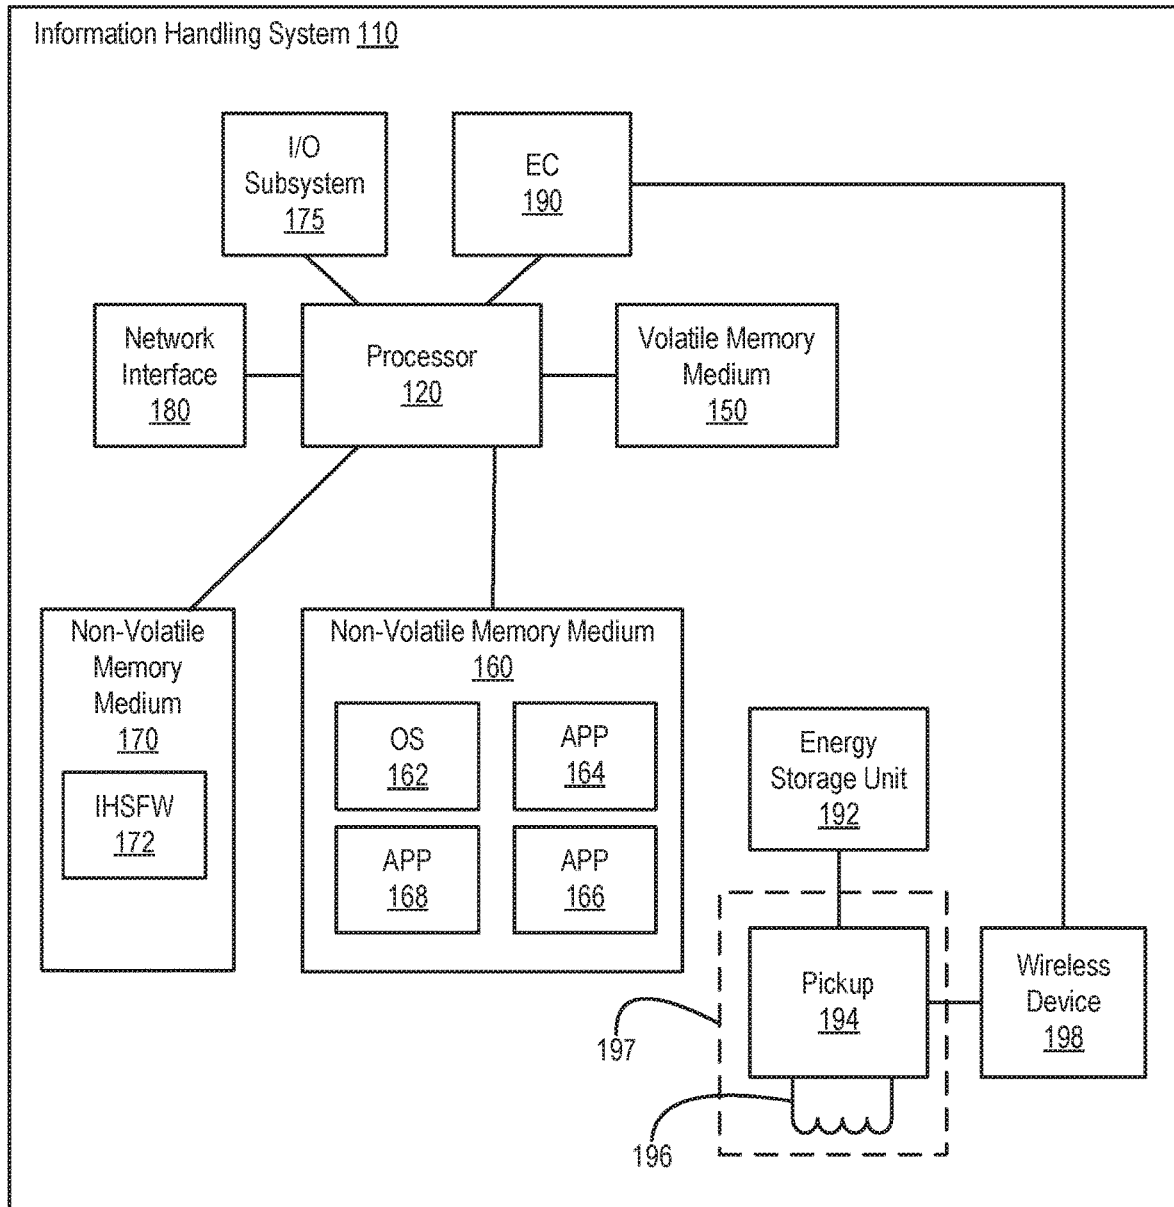 Information Handling System 110
I/O
Subsystem
175
EC
190
Network
Interface
180
Processor
120
Volatile Memory
Medium
150
Non-Volatile
Memory
Medium
170
IHSFW
172
Non-Volatile Memory Medium
160
OS
162
APP
164
APP
168
APP
166
Energy
Storage Unit
192
Pickup
194
Wireless
Device
198
197
196